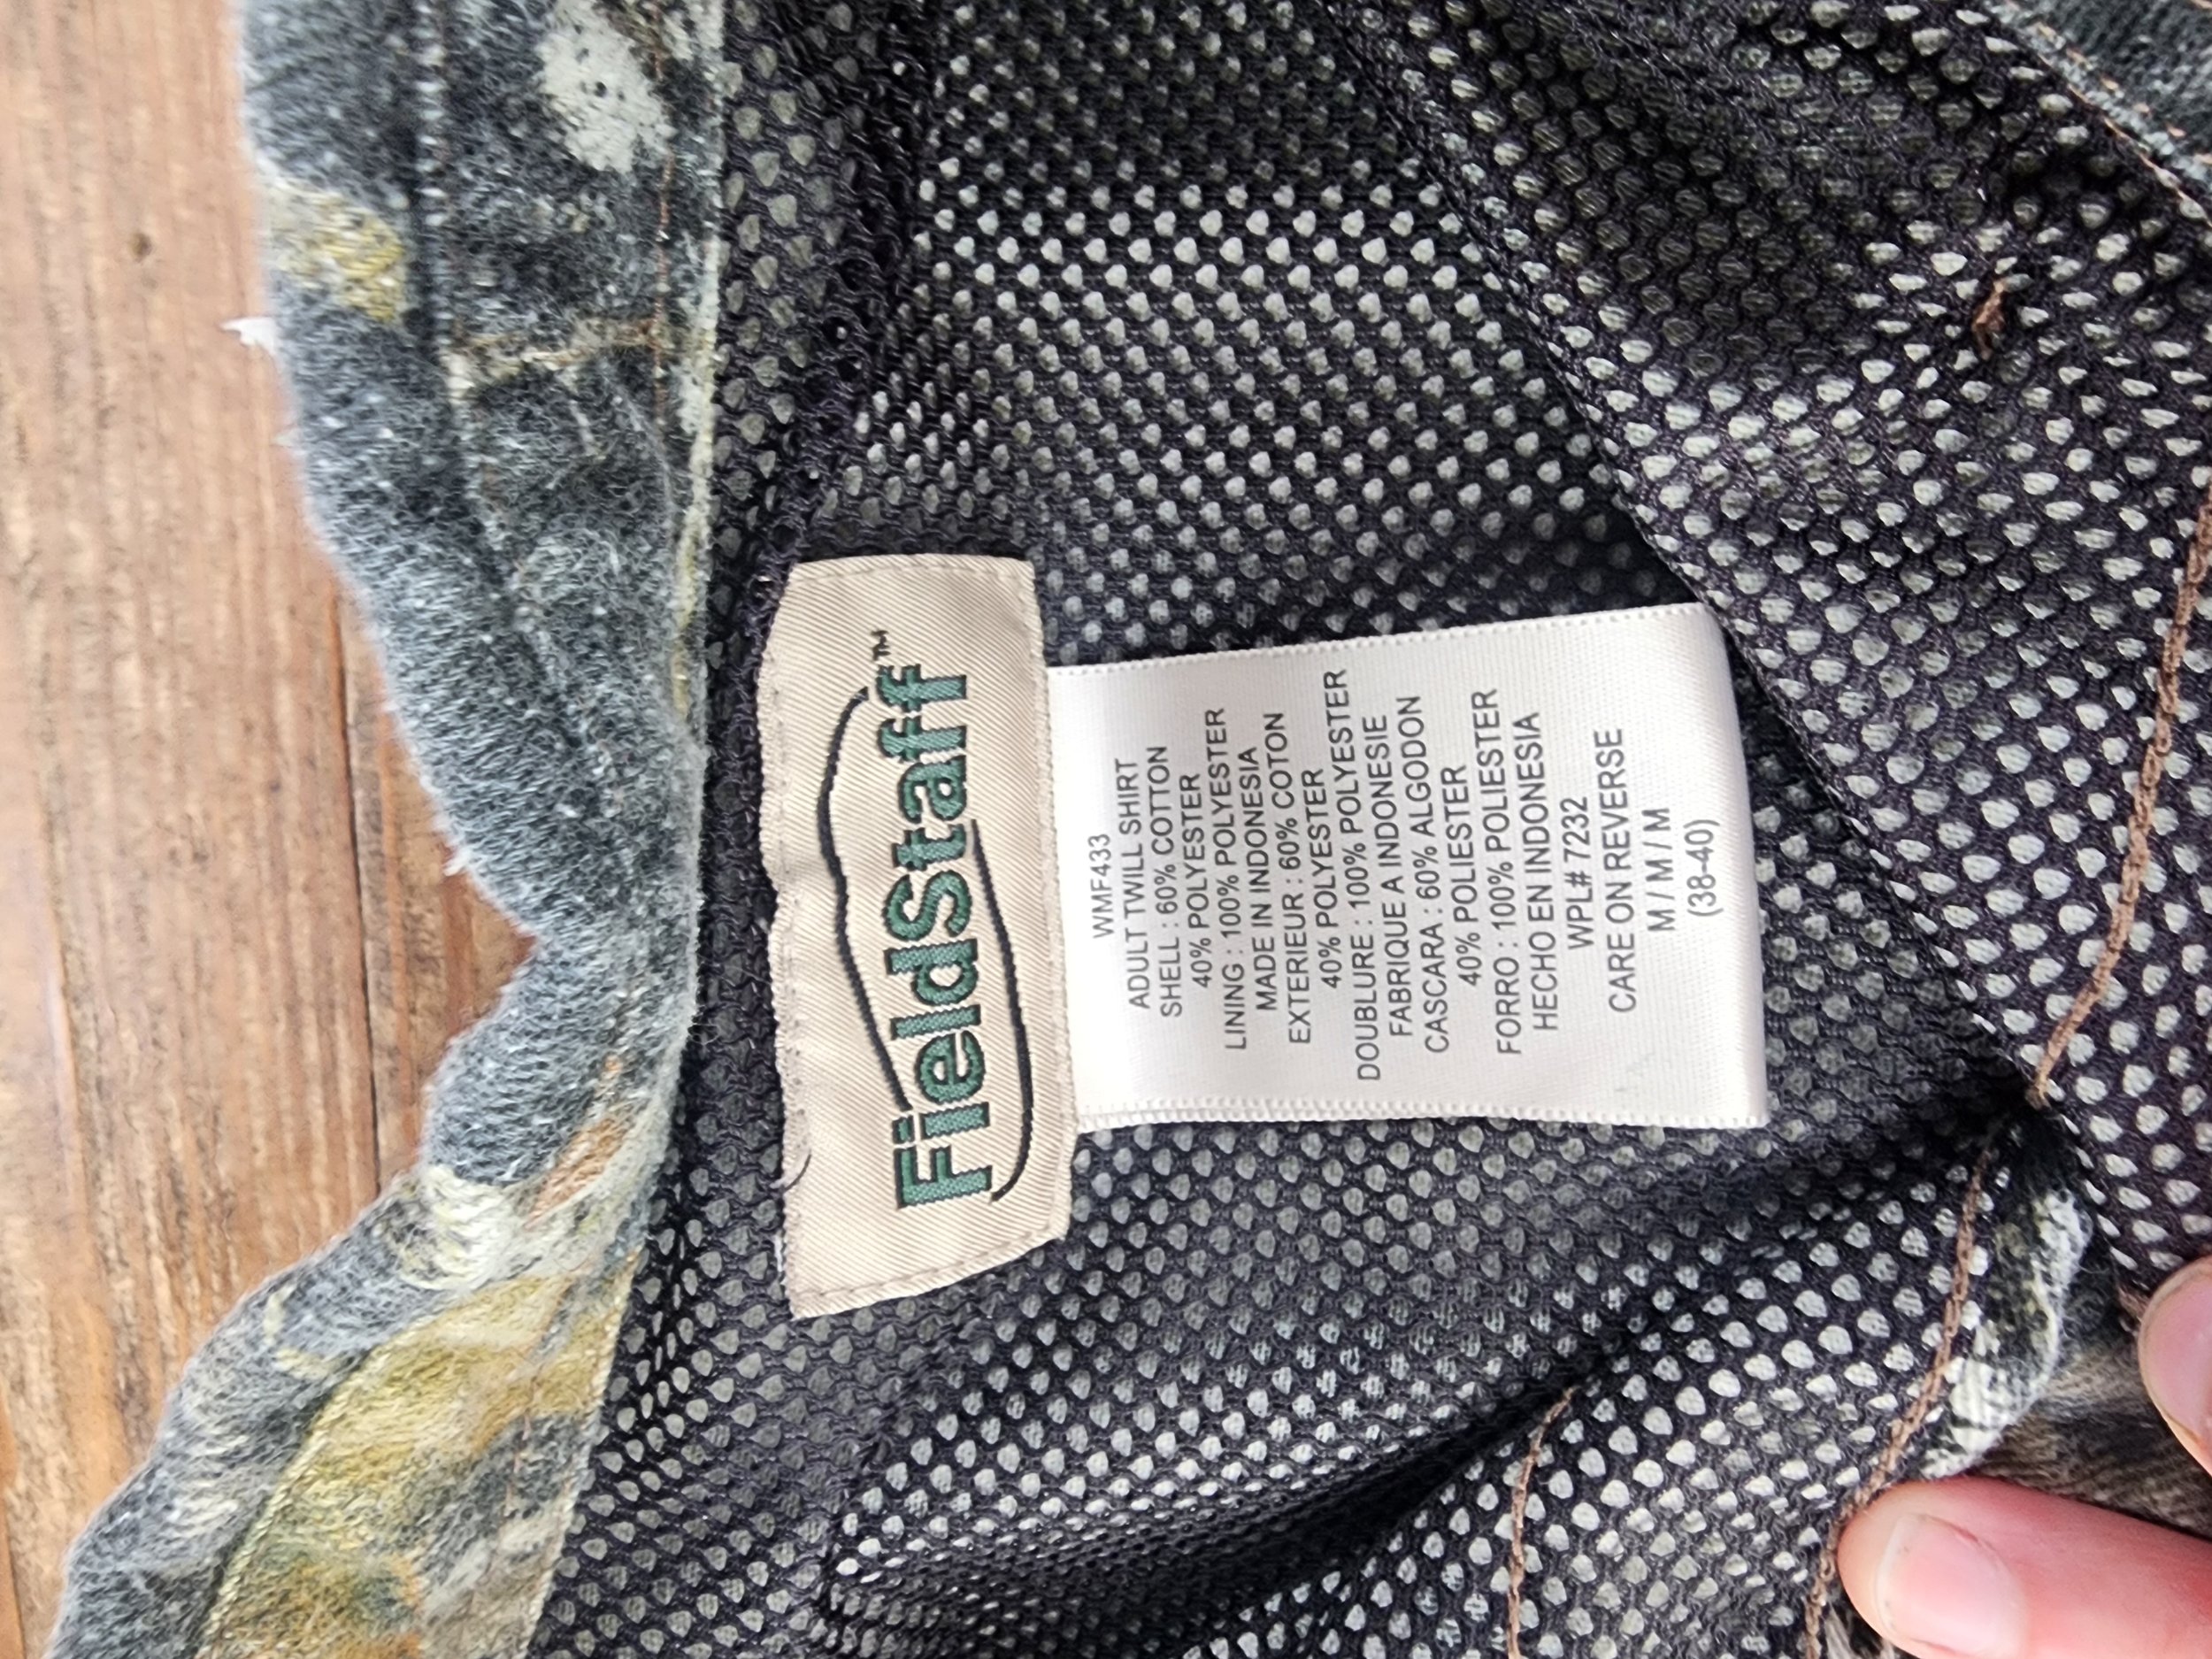 FieldStaff™
WMF433
ADULT TWILL SHIRT
SHELL : 60% COTTON
40% POLYESTER
LINING : 100% POLYESTER
MADE IN INDONESIA
EXTERIEUR : 60% COTON
40% POLYESTER
DOUBLURE : 100% POLYESTER
FABRIQUE A INDONESIE
CASCARA : 60% ALGODON
40% POLIESTER
FORRO : 100% POLIESTER
HECHO EN INDONESIA
WPL# 7232
CARE ON REVERSE
M / M / M
(38-40)